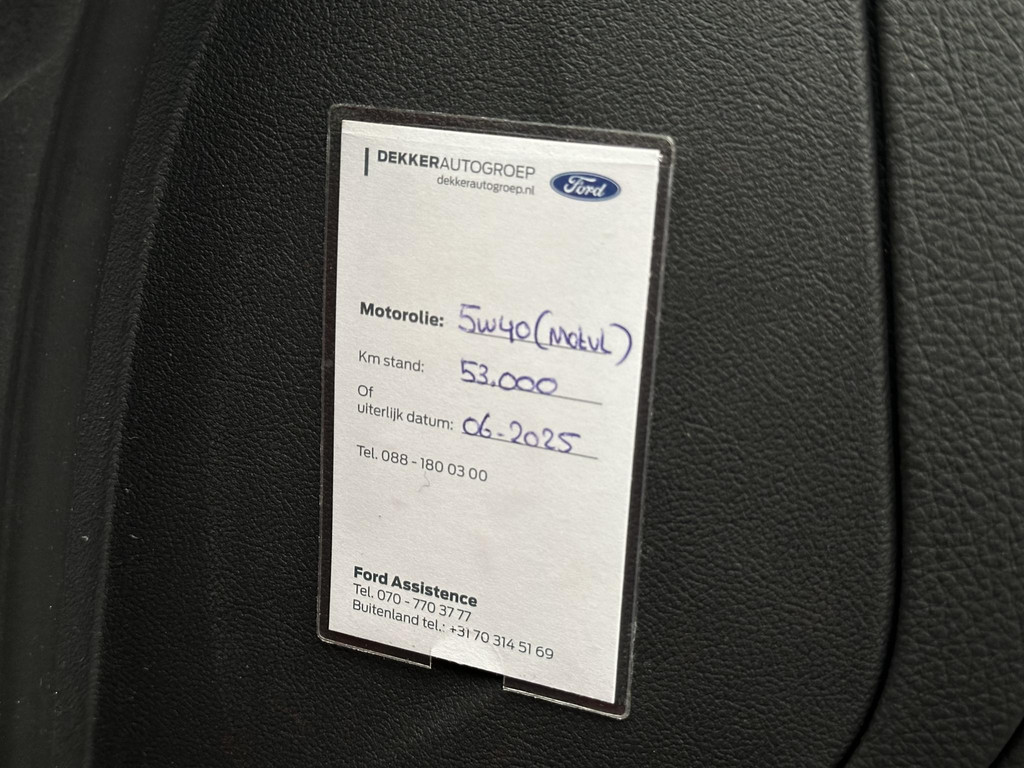 DEKKERAUTOGROEP
dekkerautogroep.nl
Ford
Motorolie: 5W40 (Motul)
Km stand: 53.000
Of
uiterlijk datum: 06-2025
Tel. 088 - 180 03 00
Ford Assistence
Tel. 070 - 770 37 77
Buitenland tel.: +31 70 314 51 69